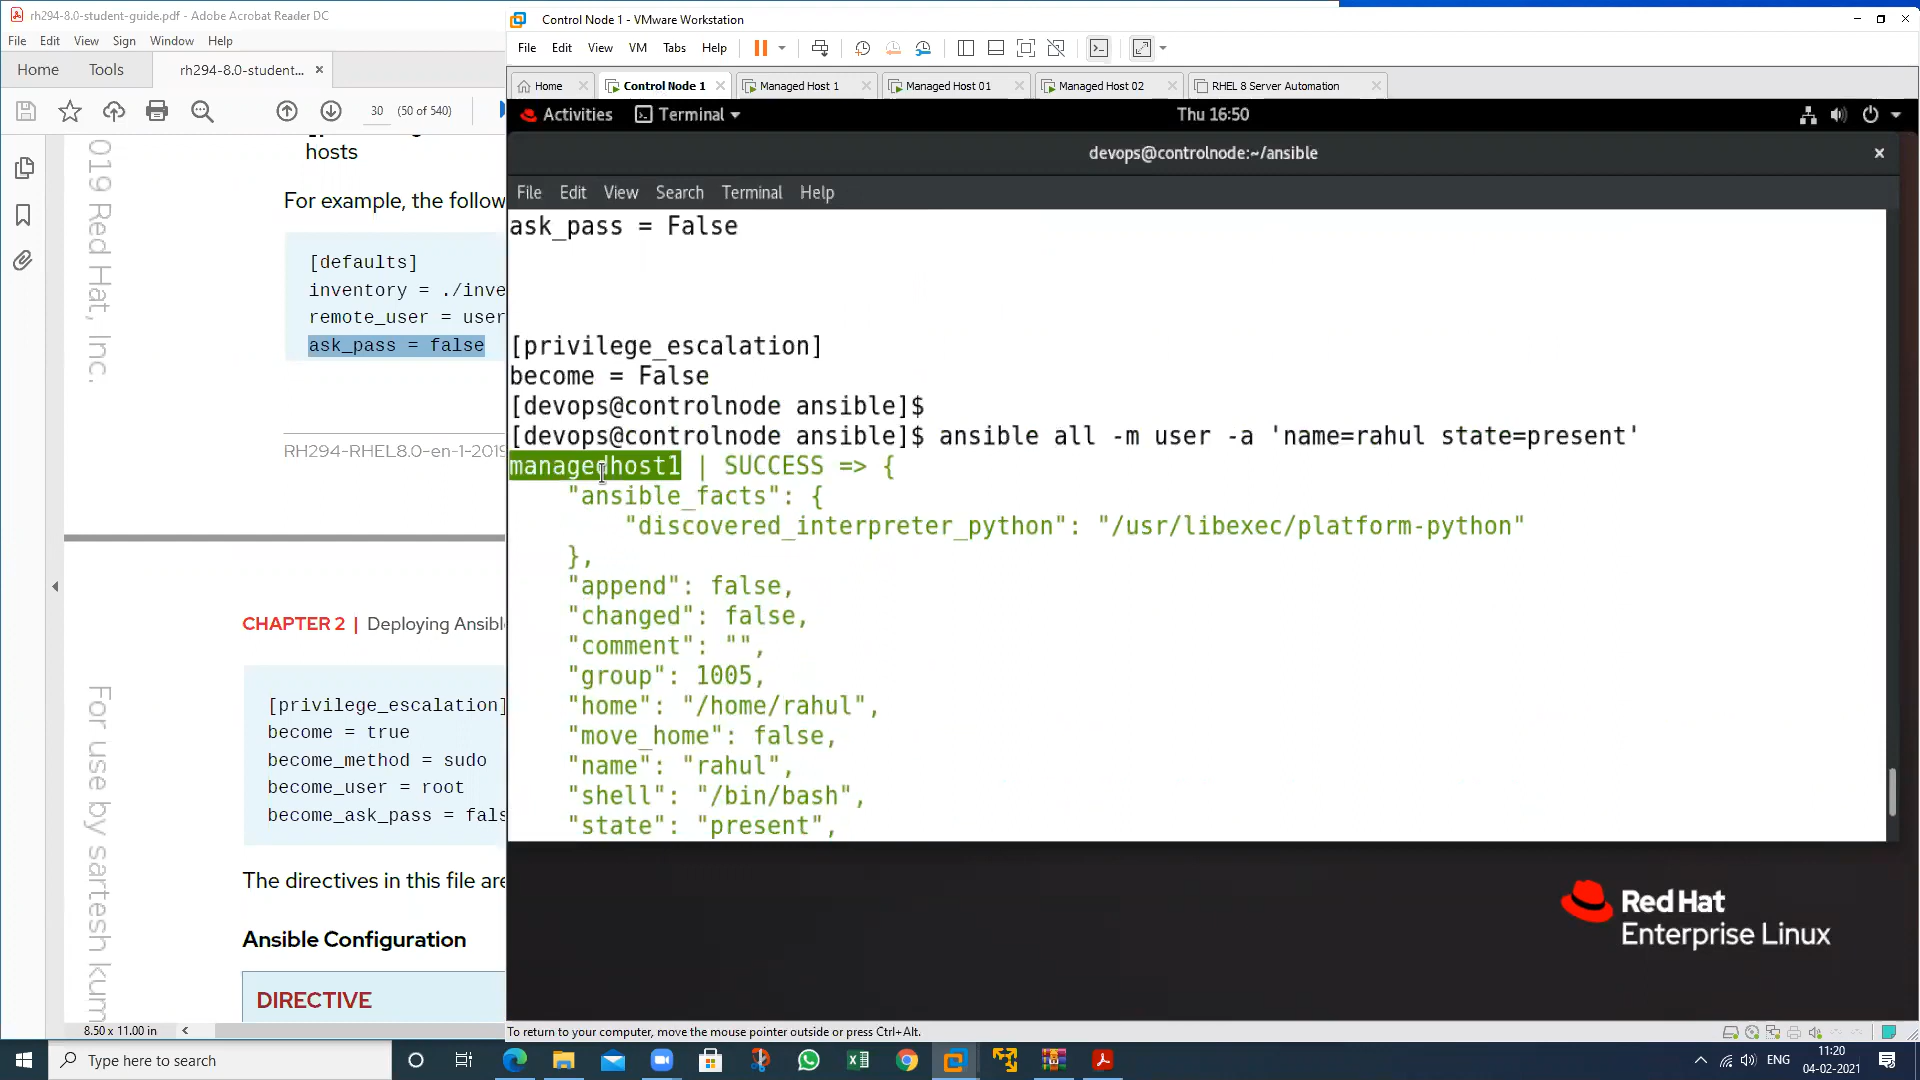 rh294-8.0-student-guide.pdf - Adobe Acrobat Reader DC
File Edit View Sign Window Help
Home Tools rh294-8.0-student...
30 (50 of 540)
019 Red Hat, Inc.
hosts
For example, the follow
[defaults]
inventory = ./inve
remote_user = user
ask_pass = false
RH294-RHEL8.0-en-1-2019
For use by sartesh kum
CHAPTER 2 | Deploying Ansibl
[privilege_escalation]
become = true
become_method = sudo
become_user = root
become_ask_pass = fals
The directives in this file are
Ansible Configuration
DIRECTIVE
8.50 x 11.00 in
Control Node 1 - VMware Workstation
File Edit View VM Tabs Help
Home Control Node 1 Managed Host 1 Managed Host 01 Managed Host 02 RHEL 8 Server Automation
Activities Terminal Thu 16:50
devops@controlnode:~/ansible
File Edit View Search Terminal Help
ask_pass = False
[privilege_escalation]
become = False
[devops@controlnode ansible]$
[devops@controlnode ansible]$ ansible all -m user -a 'name=rahul state=present'
managedhost1 | SUCCESS => {
"ansible_facts": {
"discovered_interpreter_python": "/usr/libexec/platform-python"
},
"append": false,
"changed": false,
"comment": "",
"group": 1005,
"home": "/home/rahul",
"move_home": false,
"name": "rahul",
"shell": "/bin/bash",
"state": "present",
Red Hat
Enterprise Linux
To return to your computer, move the mouse pointer outside or press Ctrl+Alt.
Type here to search
ENG
11:20
04-02-2021